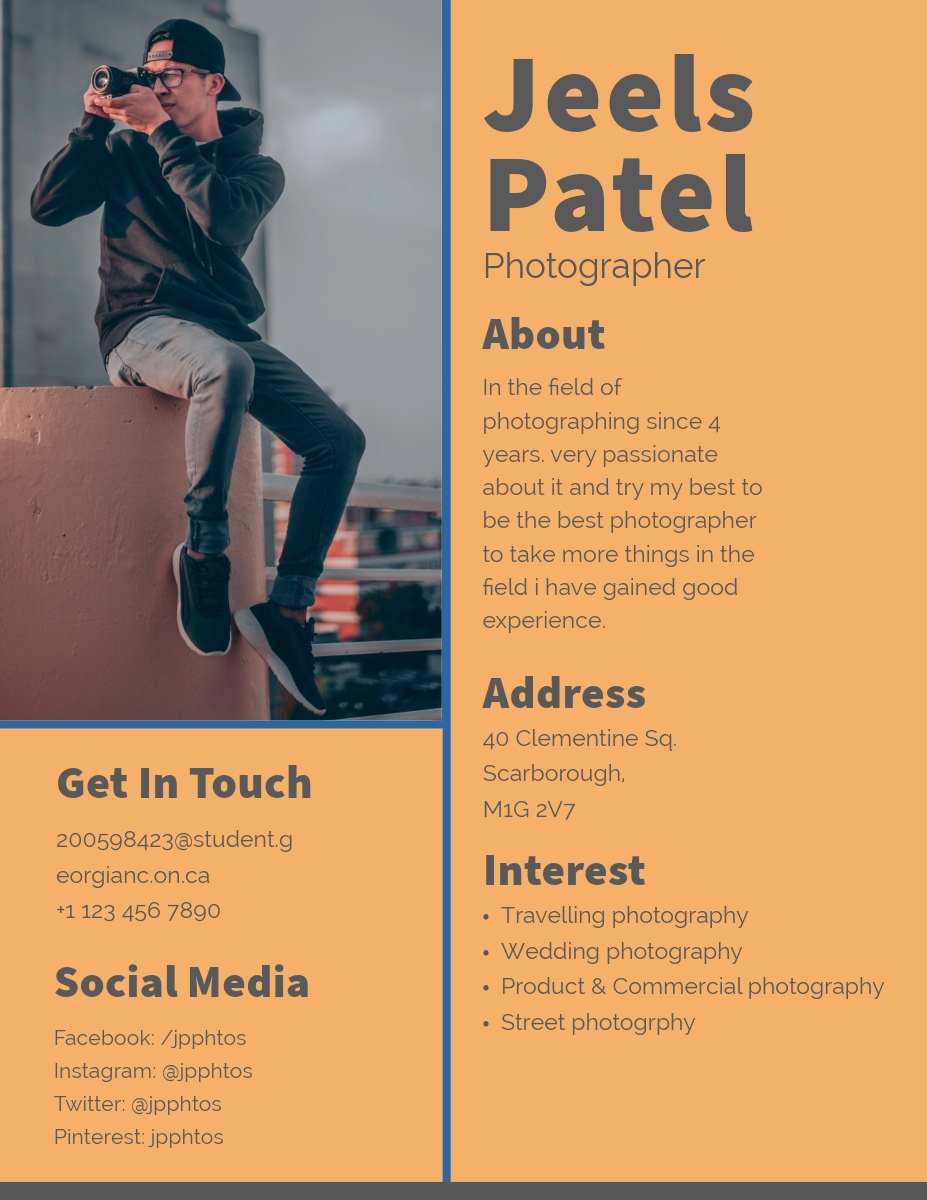 Jeels
Patel
Photographer
About
In the field of
photographing since 4
years. very passionate
about it and try my best to
be the best photographer
to take more things in the
field i have gained good
experience.
Address
40 Clementine Sq.
Scarborough,
M1G 2V7
Interest
• Travelling photography
• Wedding photography
• Product & Commercial photography
• Street photogrphy
Get In Touch
200598423@student.g
eorgianc.on.ca
+1 123 456 7890
Social Media
Facebook: /jpphtos
Instagram: @jpphtos
Twitter: @jpphtos
Pinterest: jpphtos